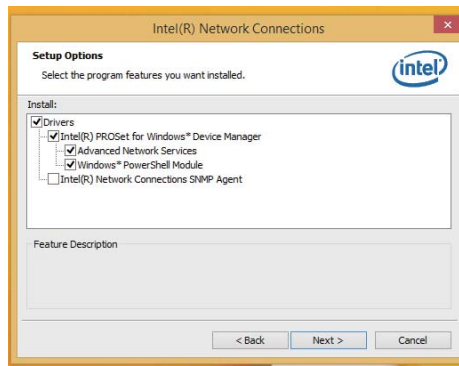 Intel(R) Network Connections
Setup Options
Select the program features you want installed.
intel
Install:
Drivers
Intel(R) PROSet for Windows* Device Manager
Advanced Network Services
Windows* PowerShell Module
Intel(R) Network Connections SNMP Agent
Feature Description
< Back Next > Cancel